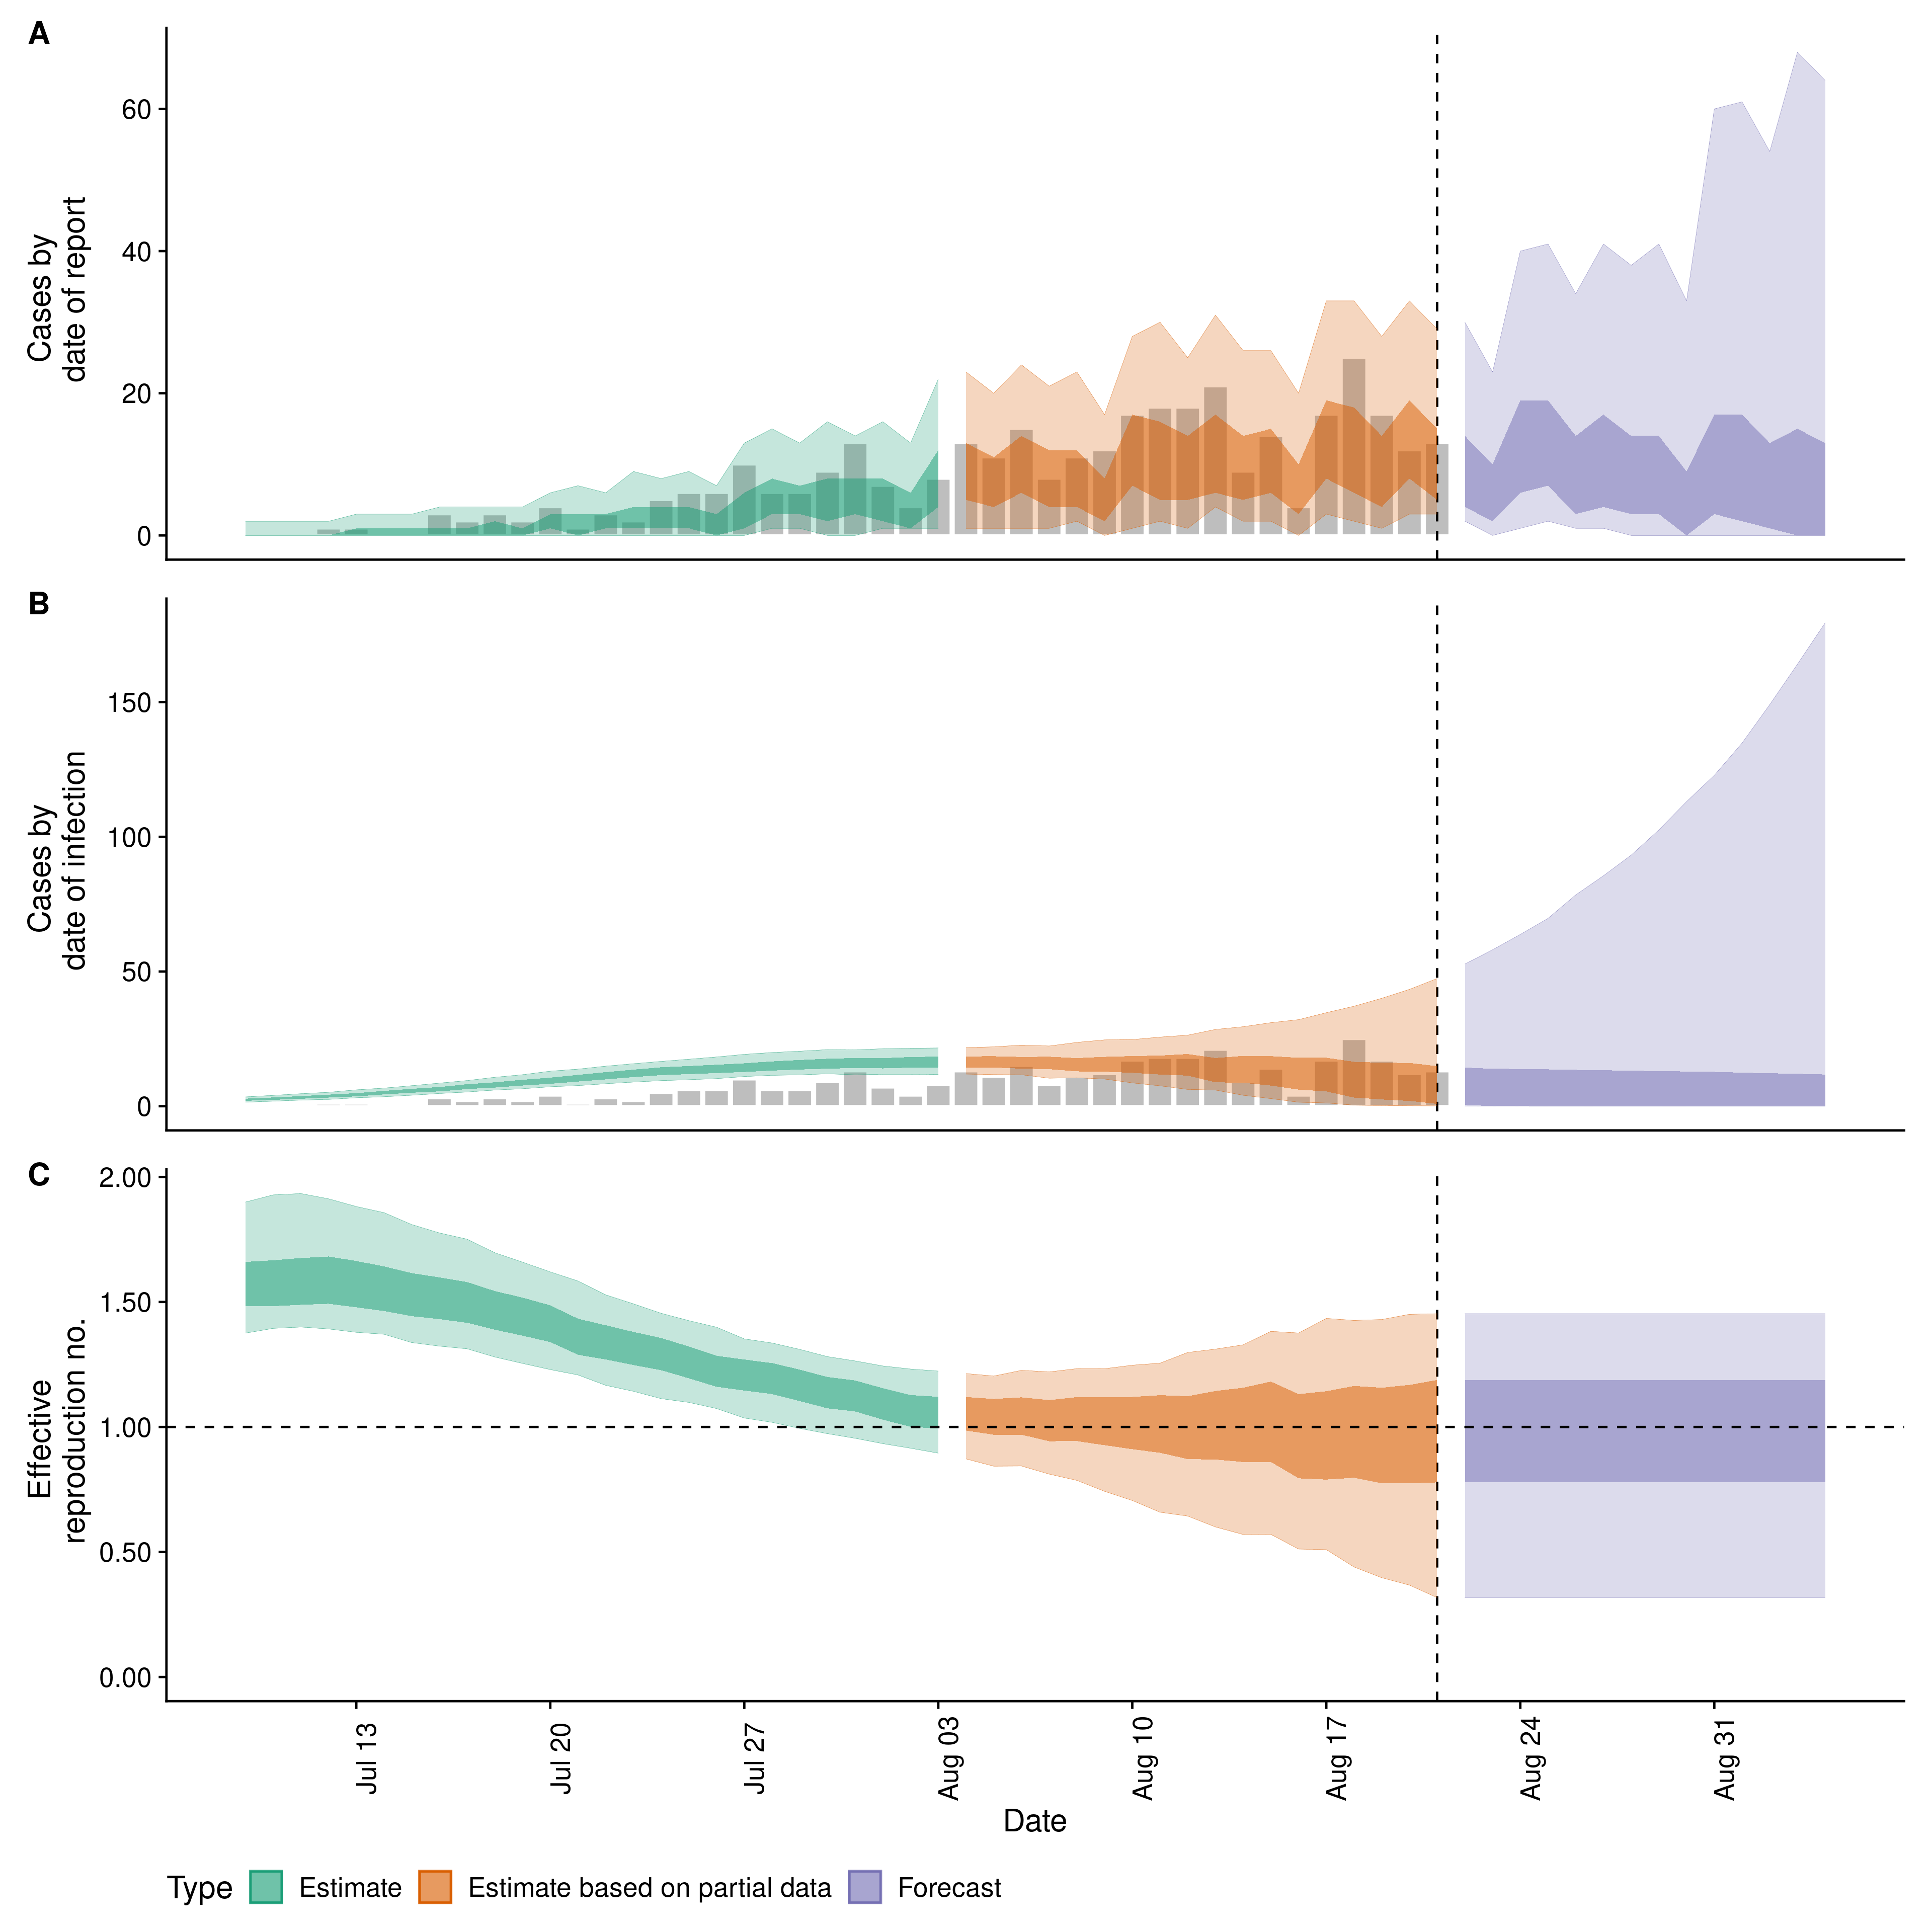 A
Cases by
date of report
60
40
20
0
B
Cases by
date of infection
150
100
50
0
C
Effective
reproduction no.
2.00
1.50
1.00
0.50
0.00
Jul 13
Jul 20
Jul 27
Aug 03
Aug 10
Aug 17
Aug 24
Aug 31
Date
Type Estimate Estimate based on partial data Forecast